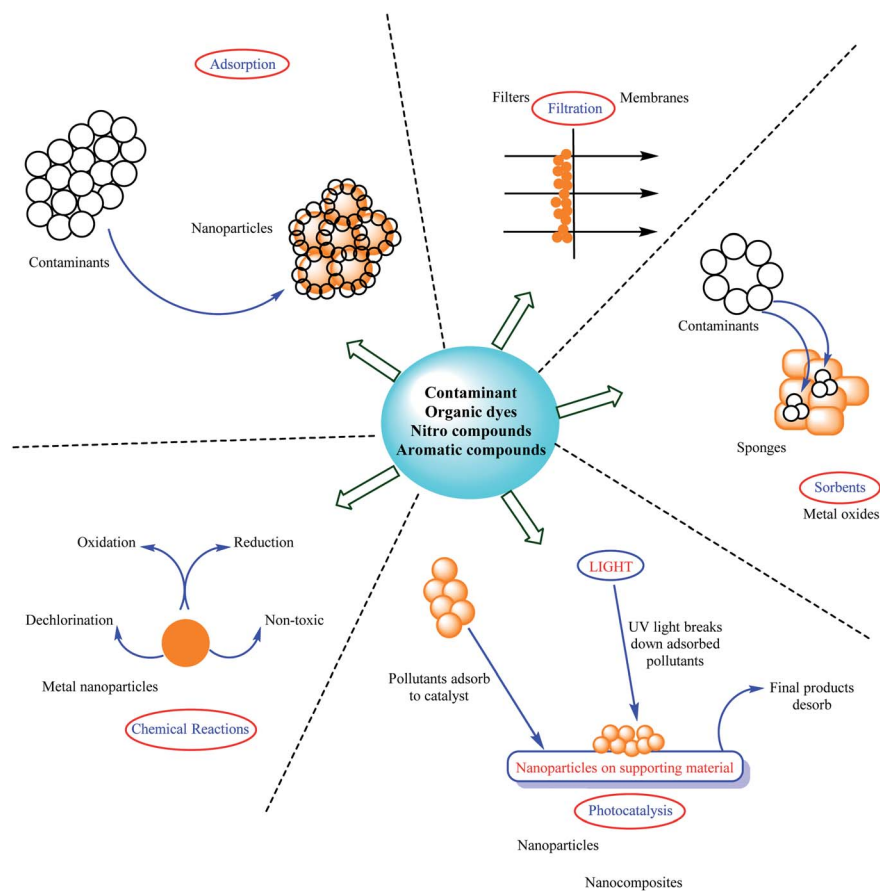 Adsorption
Contaminants
Nanoparticles
Filters
Filtration
Membranes
Contaminants
Sponges
Sorbents
Metal oxides
Contaminant
Organic dyes
Nitro compounds
Aromatic compounds
Oxidation
Reduction
Dechlorination
Non-toxic
Metal nanoparticles
Chemical Reactions
LIGHT
UV light breaks
down adsorbed
pollutants
Pollutants adsorb
to catalyst
Final products
desorb
Nanoparticles on supporting material
Photocatalysis
Nanoparticles
Nanocomposites